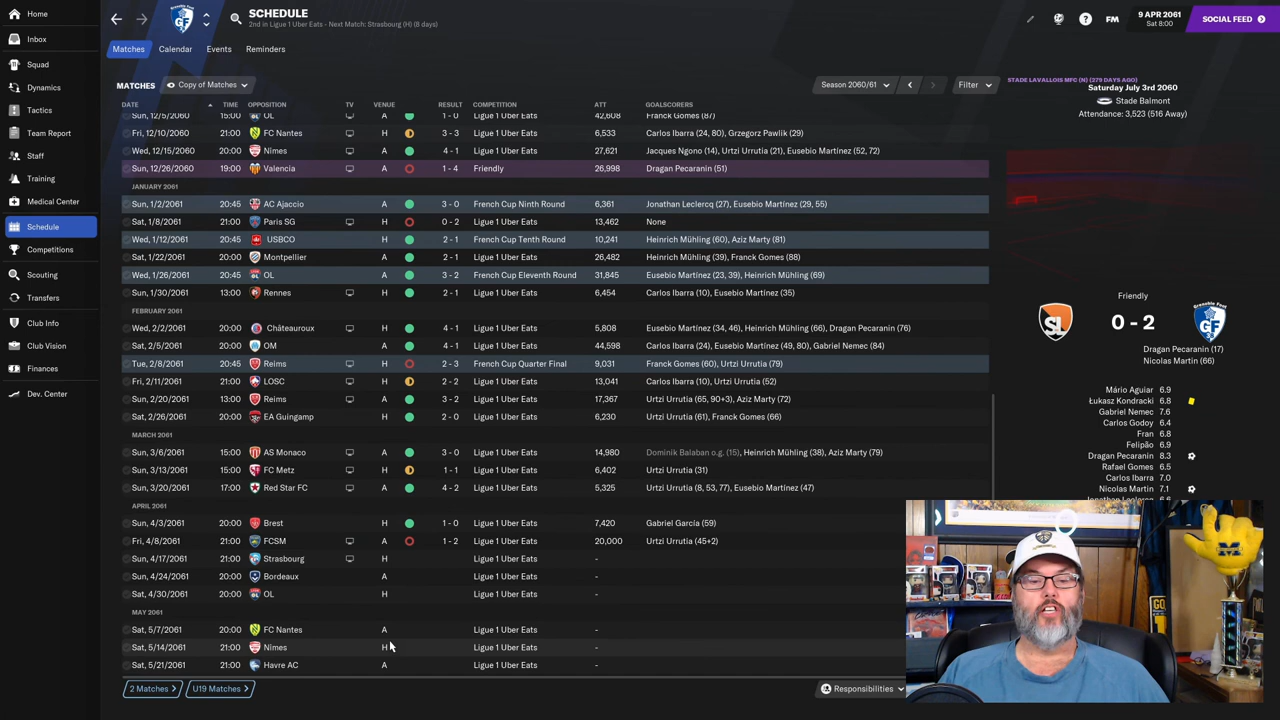 Home
Inbox
Squad
Dynamics
Tactics
Team Report
Staff
Training
Medical Center
Schedule
Competitions
Scouting
Transfers
Club Info
Club Vision
Finances
Dev. Center
SCHEDULE
2nd in Ligue 1 Uber Eats - Next Match: Strasbourg (H) (8 days)
FM
9 APR 2061
Sat 8:00
SOCIAL FEED
Matches Calendar Events Reminders
MATCHES Copy of Matches Season 2060/61 Filter
DATE TIME OPPOSITION TV VENUE RESULT COMPETITION ATT GOALSCORERS
Sun, 12/5/2060 15:00 OL A 1 - 0 Ligue 1 Uber Eats 42,608 Franck Gomes (87)
Fri, 12/10/2060 21:00 FC Nantes H 3 - 3 Ligue 1 Uber Eats 6,533 Carlos Ibarra (24, 80), Grzegorz Pawlik (29)
Wed, 12/15/2060 20:00 Nimes A 4 - 1 Ligue 1 Uber Eats 27,621 Jacques Ngono (14), Urtzi Urrutia (21), Eusebio Martínez (52, 72)
Sun, 12/26/2060 19:00 Valencia A 1 - 4 Friendly 26,998 Dragan Pecaranin (51)
JANUARY 2061
Sun, 1/2/2061 20:45 AC Ajaccio A 3 - 0 French Cup Ninth Round 6,361 Jonathan Leclercq (27), Eusebio Martínez (29, 55)
Sat, 1/8/2061 21:00 Paris SG H 0 - 2 Ligue 1 Uber Eats 13,462 None
Wed, 1/12/2061 20:45 USBCO H 2 - 1 French Cup Tenth Round 10,241 Heinrich Mühling (60), Aziz Marty (81)
Sat, 1/22/2061 20:00 Montpellier A 2 - 1 Ligue 1 Uber Eats 26,482 Heinrich Mühling (39), Franck Gomes (88)
Wed, 1/26/2061 20:45 OL A 3 - 2 French Cup Eleventh Round 31,845 Eusebio Martínez (23, 39), Heinrich Mühling (69)
Sun, 1/30/2061 13:00 Rennes H 2 - 1 Ligue 1 Uber Eats 6,454 Carlos Ibarra (10), Eusebio Martínez (35)
FEBRUARY 2061
Wed, 2/2/2061 20:00 Châteauroux H 4 - 1 Ligue 1 Uber Eats 5,808 Eusebio Martínez (34, 46), Heinrich Mühling (66), Dragan Pecaranin (76)
Sat, 2/5/2061 20:00 OM A 4 - 1 Ligue 1 Uber Eats 44,598 Carlos Ibarra (24), Eusebio Martínez (49, 80), Gabriel Nemec (84)
Tue, 2/8/2061 20:45 Reims H 2 - 3 French Cup Quarter Final 9,031 Franck Gomes (60), Urtzi Urrutia (79)
Fri, 2/11/2061 21:00 LOSC H 2 - 2 Ligue 1 Uber Eats 13,041 Carlos Ibarra (10), Urtzi Urrutia (52)
Sun, 2/20/2061 13:00 Reims A 3 - 2 Ligue 1 Uber Eats 17,367 Urtzi Urrutia (65, 90+3), Aziz Marty (72)
Sat, 2/26/2061 20:00 EA Guingamp H 2 - 0 Ligue 1 Uber Eats 6,230 Urtzi Urrutia (61), Franck Gomes (66)
MARCH 2061
Sun, 3/6/2061 15:00 AS Monaco A 3 - 0 Ligue 1 Uber Eats 14,980 Dominik Balaban o.g. (15), Heinrich Mühling (38), Aziz Marty (79)
Sun, 3/13/2061 15:00 FC Metz H 1 - 1 Ligue 1 Uber Eats 6,402 Urtzi Urrutia (31)
Sun, 3/20/2061 17:00 Red Star FC A 4 - 2 Ligue 1 Uber Eats 5,325 Urtzi Urrutia (8, 53, 77), Eusebio Martínez (47)
APRIL 2061
Sun, 4/3/2061 20:00 Brest H 1 - 0 Ligue 1 Uber Eats 7,420 Gabriel García (59)
Fri, 4/8/2061 21:00 FCSM A 1 - 2 Ligue 1 Uber Eats 20,000 Urtzi Urrutia (45+2)
Sun, 4/17/2061 21:00 Strasbourg H Ligue 1 Uber Eats -
Sun, 4/24/2061 20:00 Bordeaux A Ligue 1 Uber Eats -
Sat, 4/30/2061 20:00 OL H Ligue 1 Uber Eats -
MAY 2061
Sat, 5/7/2061 20:00 FC Nantes A Ligue 1 Uber Eats -
Sat, 5/14/2061 21:00 Nimes H Ligue 1 Uber Eats -
Sat, 5/21/2061 21:00 Havre AC A Ligue 1 Uber Eats -
2 Matches U19 Matches Responsibilities
STADE LAVALLOIS MFC (N) (279 DAYS AGO)
Saturday July 3rd 2060
Stade Balmont
Attendance: 3,523 (516 Away)
Friendly
SL 0 - 2 GF
Dragan Pecaranin (17)
Nicolas Martin (66)
Mário Aguiar 6.9
Łukasz Kondracki 6.8
Gabriel Nemec 7.6
Carlos Godoy 6.4
Fran 6.8
Felipão 6.9
Dragan Pecaranin 8.3
Rafael Gomes 6.5
Carlos Ibarra 7.0
Nicolas Martin 7.1